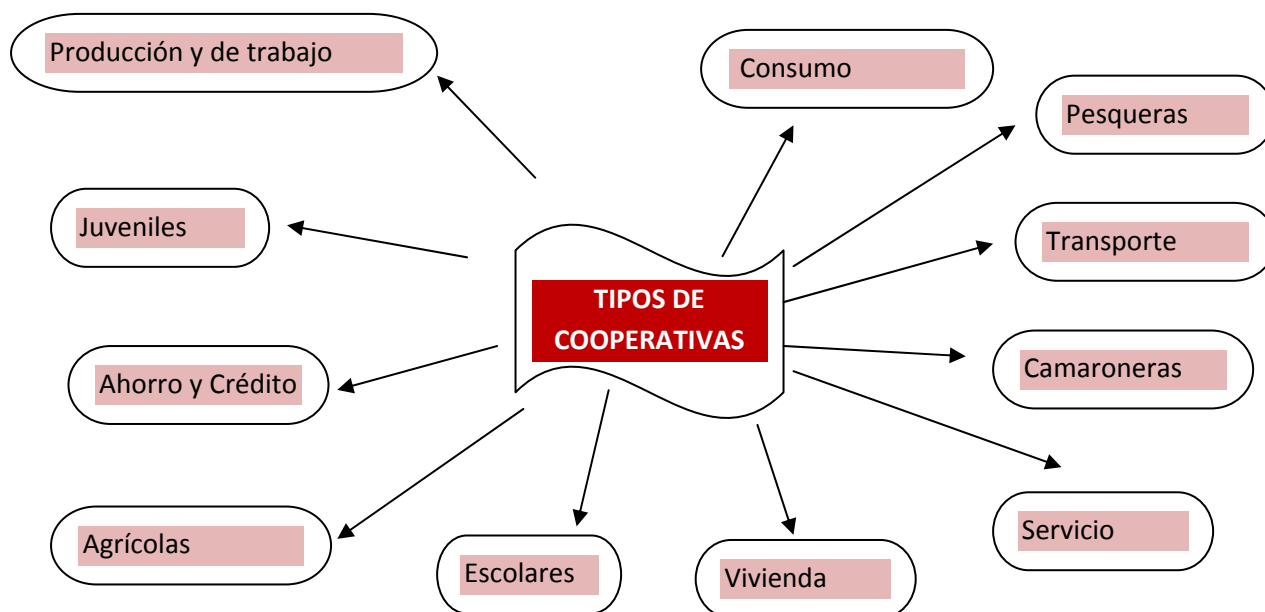 Producción y de trabajo
Consumo
Pesqueras
Juveniles
Transporte
TIPOS DE
COOPERATIVAS
Ahorro y Crédito
Camaroneras
Agrícolas
Servicio
Escolares
Vivienda